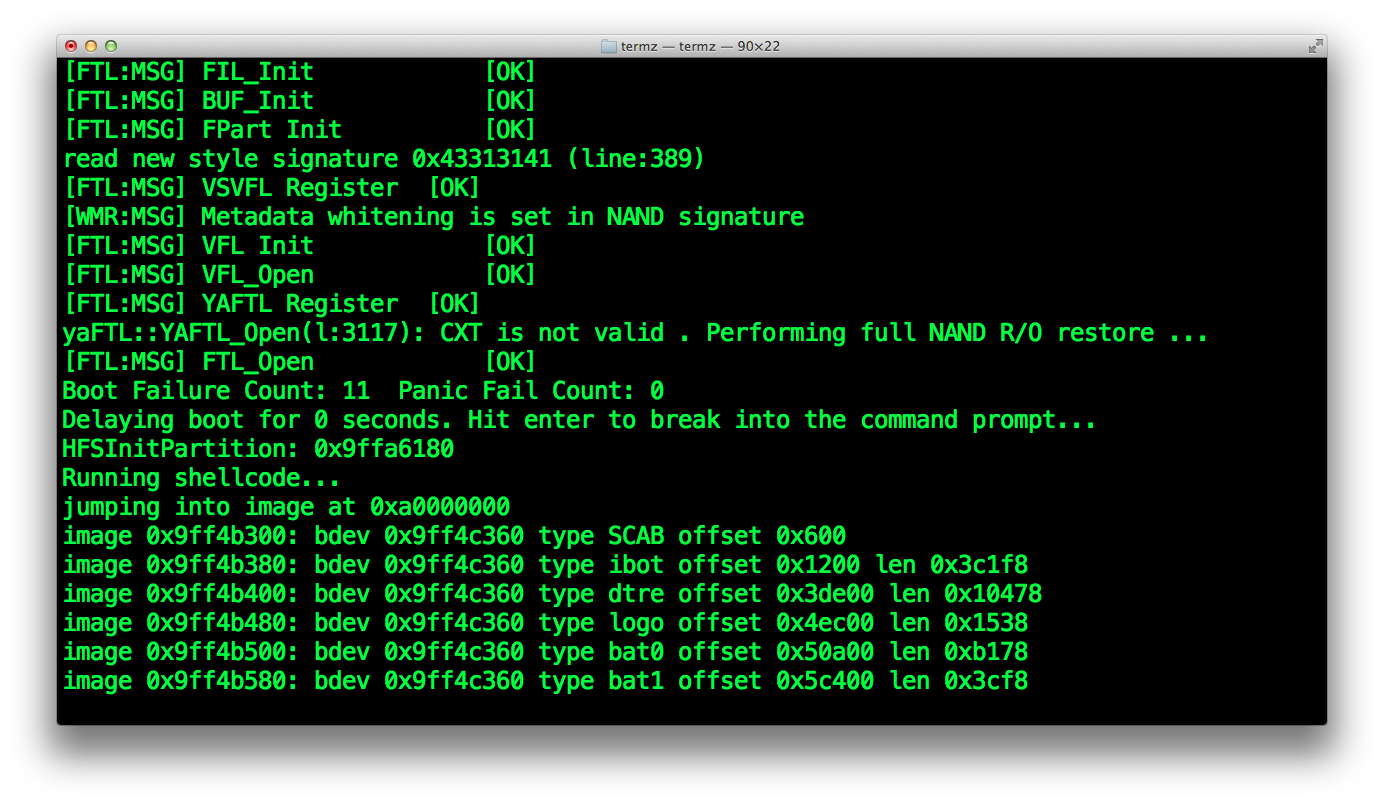 termz — termz — 90×22
[FTL:MSG] FIL_Init            [OK]
[FTL:MSG] BUF_Init            [OK]
[FTL:MSG] FPart Init          [OK]
read new style signature 0x43313141 (line:389)
[FTL:MSG] VSVFL Register  [OK]
[WMR:MSG] Metadata whitening is set in NAND signature
[FTL:MSG] VFL Init            [OK]
[FTL:MSG] VFL_Open            [OK]
[FTL:MSG] YAFTL Register  [OK]
yaFTL::YAFTL_Open(l:3117): CXT is not valid . Performing full NAND R/O restore ...
[FTL:MSG] FTL_Open            [OK]
Boot Failure Count: 11  Panic Fail Count: 0
Delaying boot for 0 seconds. Hit enter to break into the command prompt...
HFSInitPartition: 0x9ffa6180
Running shellcode...
jumping into image at 0xa0000000
image 0x9ff4b300: bdev 0x9ff4c360 type SCAB offset 0x600
image 0x9ff4b380: bdev 0x9ff4c360 type ibot offset 0x1200 len 0x3c1f8
image 0x9ff4b400: bdev 0x9ff4c360 type dtre offset 0x3de00 len 0x10478
image 0x9ff4b480: bdev 0x9ff4c360 type logo offset 0x4ec00 len 0x1538
image 0x9ff4b500: bdev 0x9ff4c360 type bat0 offset 0x50a00 len 0xb178
image 0x9ff4b580: bdev 0x9ff4c360 type bat1 offset 0x5c400 len 0x3cf8